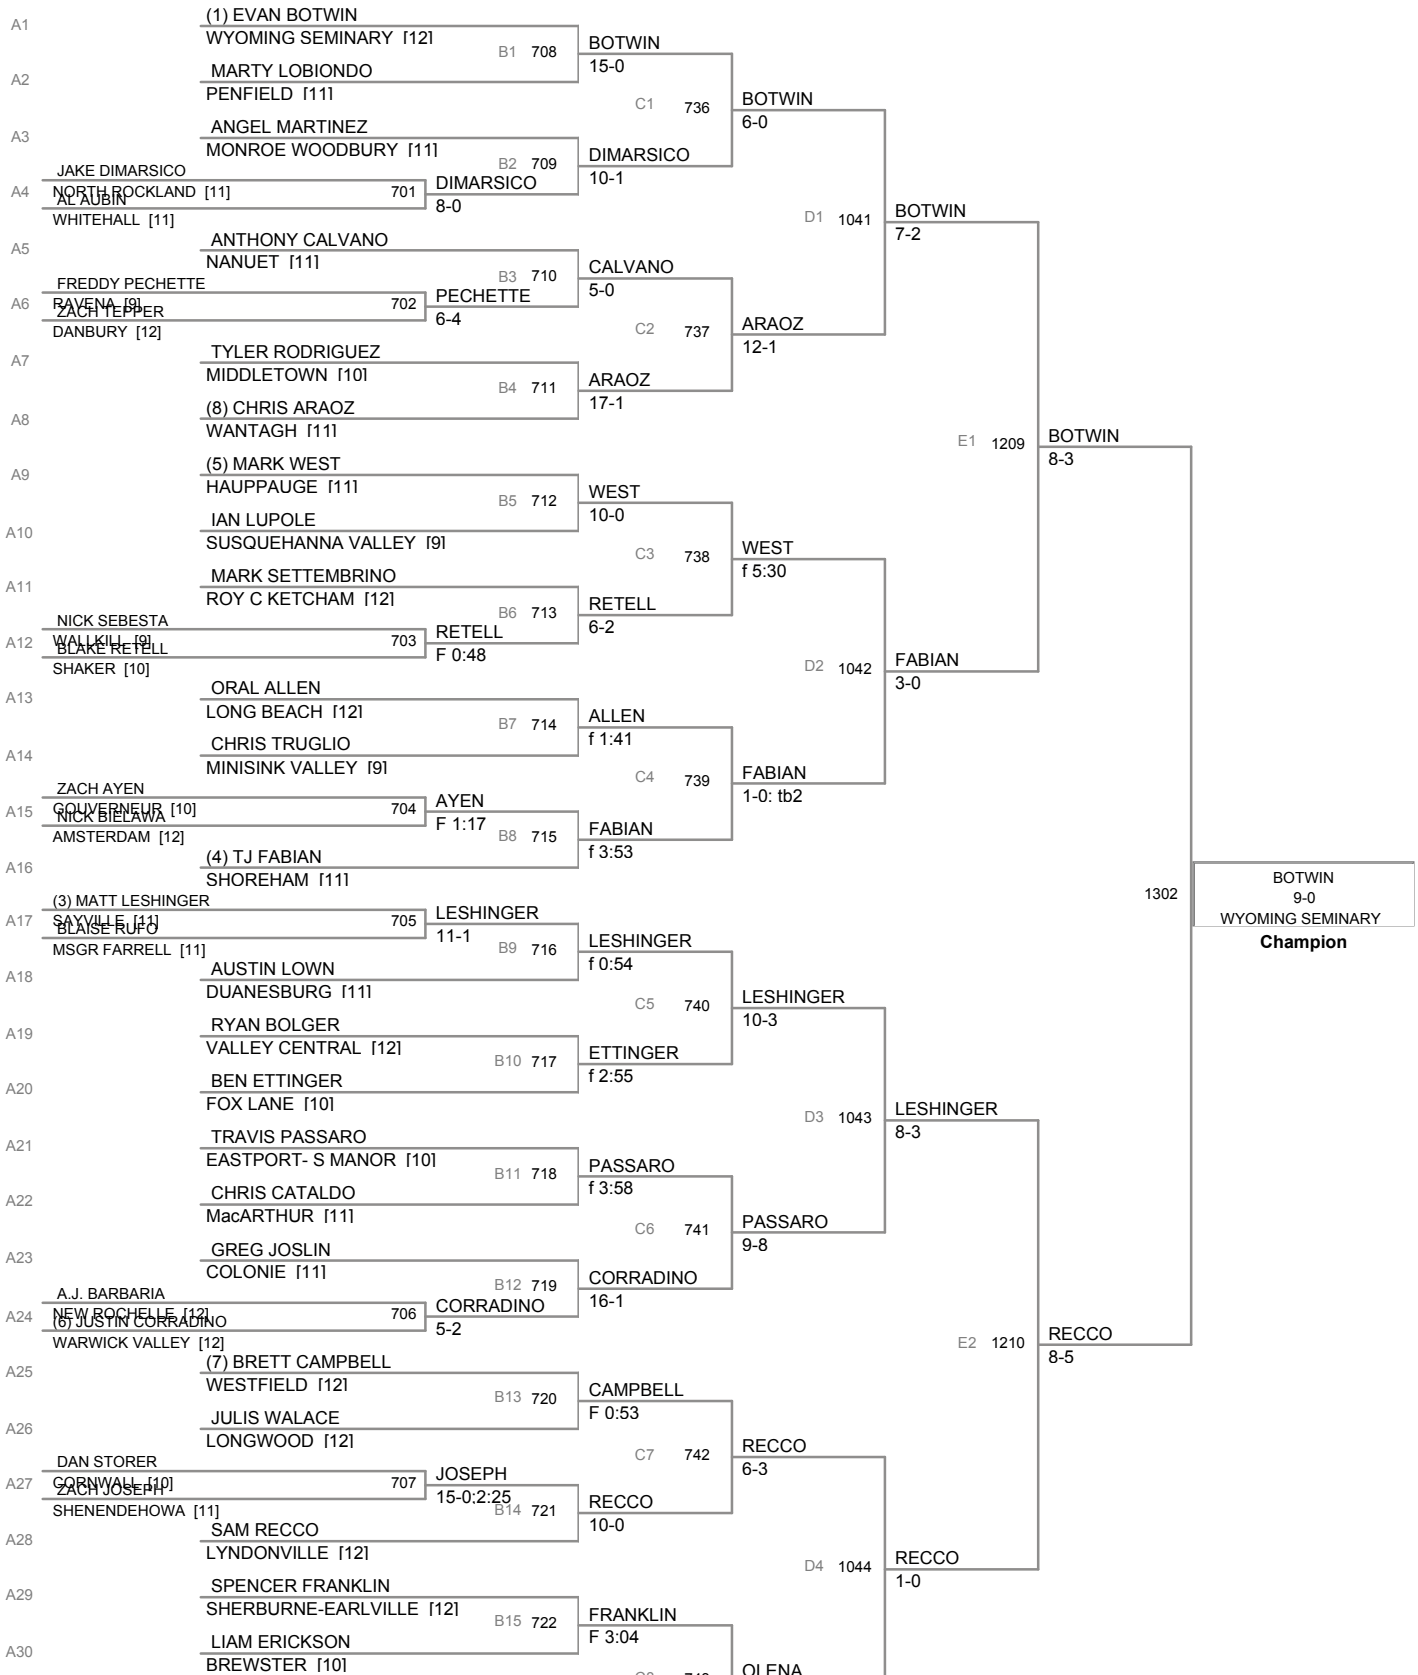 A1
(1) EVAN BOTWIN
WYOMING SEMINARY [12]
B1 708
BOTWIN
15-0
A2
MARTY LOBIONDO
PENFIELD [11]
C1 736
BOTWIN
6-0
A3
ANGEL MARTINEZ
MONROE WOODBURY [11]
B2 709
DIMARSICO
10-1
JAKE DIMARSICO
A4
NORTH ROCKLAND [11]
AL AUBIN
WHITEHALL [11]
701
DIMARSICO
8-0
D1 1041
BOTWIN
7-2
A5
ANTHONY CALVANO
NANUET [11]
B3 710
CALVANO
5-0
FREDDY PECHETTE
A6
RAVENA [9]
ZACH TEPPER
DANBURY [12]
702
PECHETTE
6-4
C2 737
ARAOZ
12-1
A7
TYLER RODRIGUEZ
MIDDLETOWN [10]
B4 711
ARAOZ
17-1
A8
(8) CHRIS ARAOZ
WANTAGH [11]
E1 1209
BOTWIN
8-3
A9
(5) MARK WEST
HAUPPAUGE [11]
B5 712
WEST
10-0
A10
IAN LUPOLE
SUSQUEHANNA VALLEY [9]
C3 738
WEST
f 5:30
A11
MARK SETTEMBRINO
ROY C KETCHAM [12]
B6 713
RETELL
6-2
NICK SEBESTA
A12
WALLKILL [9]
BLAKE RETELL
SHAKER [10]
703
RETELL
F 0:48
D2 1042
FABIAN
3-0
A13
ORAL ALLEN
LONG BEACH [12]
B7 714
ALLEN
f 1:41
A14
CHRIS TRUGLIO
MINISINK VALLEY [9]
C4 739
FABIAN
1-0: tb2
ZACH AYEN
A15
GOUVERNEUR [10]
NICK BIELAWA
AMSTERDAM [12]
704
AYEN
F 1:17
B8 715
FABIAN
f 3:53
A16
(4) TJ FABIAN
SHOREHAM [11]
1302
BOTWIN
9-0
WYOMING SEMINARY
Champion
(3) MATT LESHINGER
A17
SAYVILLE [11]
BLAISE RUFO
MSGR FARRELL [11]
705
LESHINGER
11-1
B9 716
LESHINGER
f 0:54
A18
AUSTIN LOWN
DUANESBURG [11]
C5 740
LESHINGER
10-3
A19
RYAN BOLGER
VALLEY CENTRAL [12]
B10 717
ETTINGER
f 2:55
A20
BEN ETTINGER
FOX LANE [10]
D3 1043
LESHINGER
8-3
A21
TRAVIS PASSARO
EASTPORT- S MANOR [10]
B11 718
PASSARO
f 3:58
A22
CHRIS CATALDO
MacARTHUR [11]
C6 741
PASSARO
9-8
A23
GREG JOSLIN
COLONIE [11]
B12 719
CORRADINO
16-1
A.J. BARBARIA
A24
NEW ROCHELLE [12]
(6) JUSTIN CORRADINO
WARWICK VALLEY [12]
706
CORRADINO
5-2
E2 1210
RECCO
8-5
A25
(7) BRETT CAMPBELL
WESTFIELD [12]
B13 720
CAMPBELL
F 0:53
A26
JULIS WALACE
LONGWOOD [12]
C7 742
RECCO
6-3
DAN STORER
A27
CORNWALL [10]
ZACH JOSEPH
SHENENDEHOWA [11]
707
JOSEPH
15-0:2:25
B14 721
RECCO
10-0
A28
SAM RECCO
LYNDONVILLE [12]
D4 1044
RECCO
1-0
A29
SPENCER FRANKLIN
SHERBURNE-EARLVILLE [12]
B15 722
FRANKLIN
F 3:04
A30
LIAM ERICKSON
BREWSTER [10]
OLENA